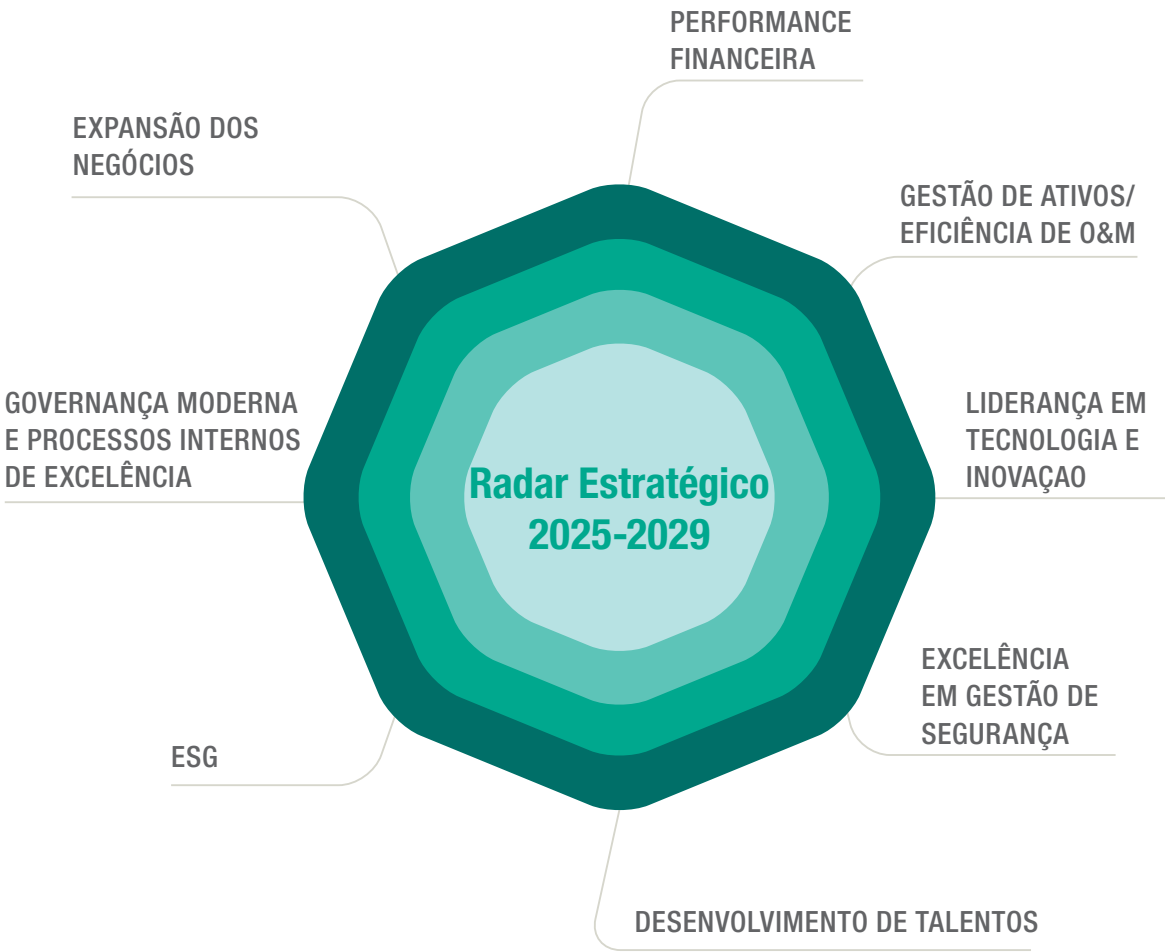 PERFORMANCE
FINANCEIRA
EXPANSÃO DOS
NEGÓCIOS
GESTÃO DE ATIVOS/
EFICIÊNCIA DE O&M
GOVERNANÇA MODERNA
E PROCESSOS INTERNOS
DE EXCELÊNCIA
LIDERANÇA EM
TECNOLOGIA E
INOVAÇAO
Radar Estratégico
2025-2029
EXCELÊNCIA
EM GESTÃO DE
SEGURANÇA
ESG
DESENVOLVIMENTO DE TALENTOS